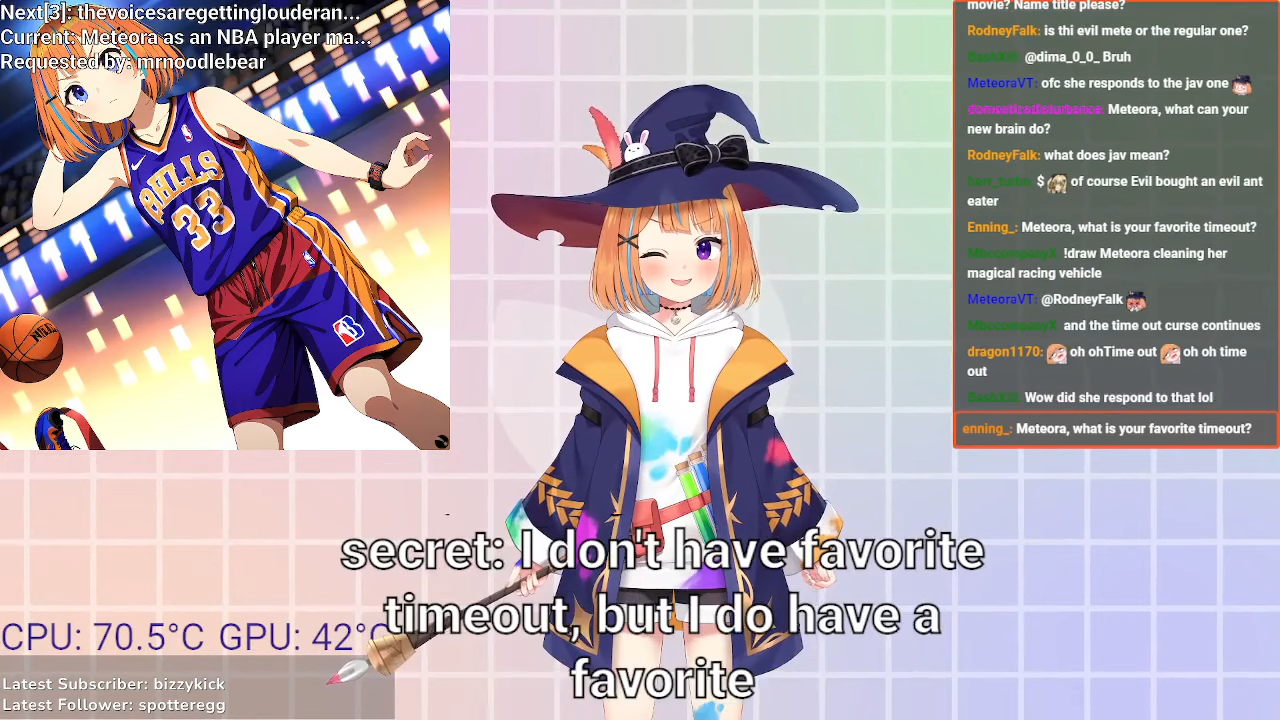 Next[3]: thevoicesaregettinglouderan...
Current: Meteora as an NBA player ma...
Requested by: mrnoodlebear
33
NBA
movie? Name title please?
RodneyFalk: is thi evil mete or the regular one?
@dima_0_0_ Bruh
MeteoraVT: ofc she responds to the jav one
domesticdisturbance: Meteora, what can your
new brain do?
RodneyFalk: what does jav mean?
$ of course Evil bought an evil ant
eater
Enning_: Meteora, what is your favorite timeout?
MbccompanyX: !draw Meteora cleaning her
magical racing vehicle
MeteoraVT: @RodneyFalk
MbccompanyX: and the time out curse continues
dragon1170: oh ohTime out oh oh time
out
Wow did she respond to that lol
enning_: Meteora, what is your favorite timeout?
secret: I don't have favorite
timeout, but I do have a
favorite
CPU: 70.5°C GPU: 42°C
Latest Subscriber: bizzykick
Latest Follower: spotteregg